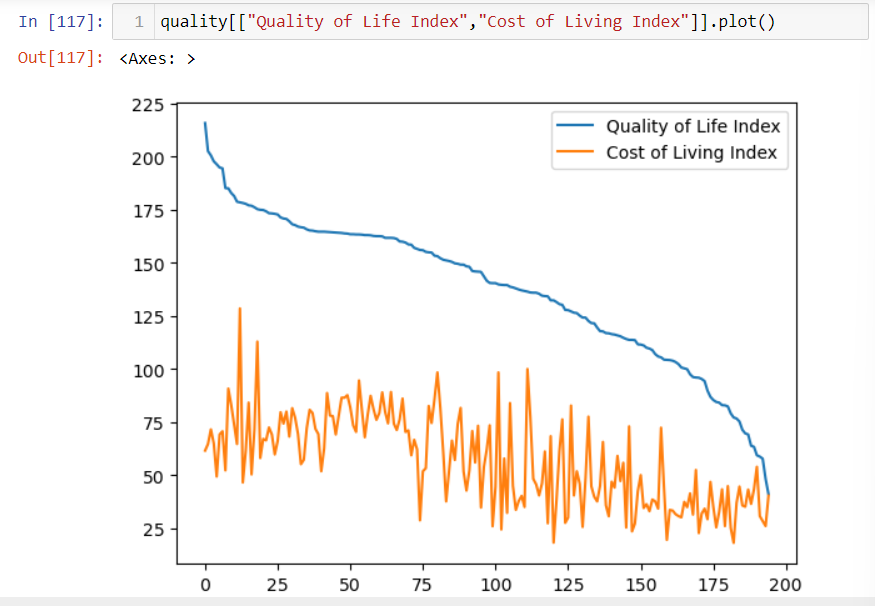 In [117]: 1 quality[["Quality of Life Index","Cost of Living Index"]].plot()
Out[117]: <Axes: >
225
Quality of Life Index
Cost of Living Index
200
175
150
125
100
75
50
25
0 25 50 75 100 125 150 175 200